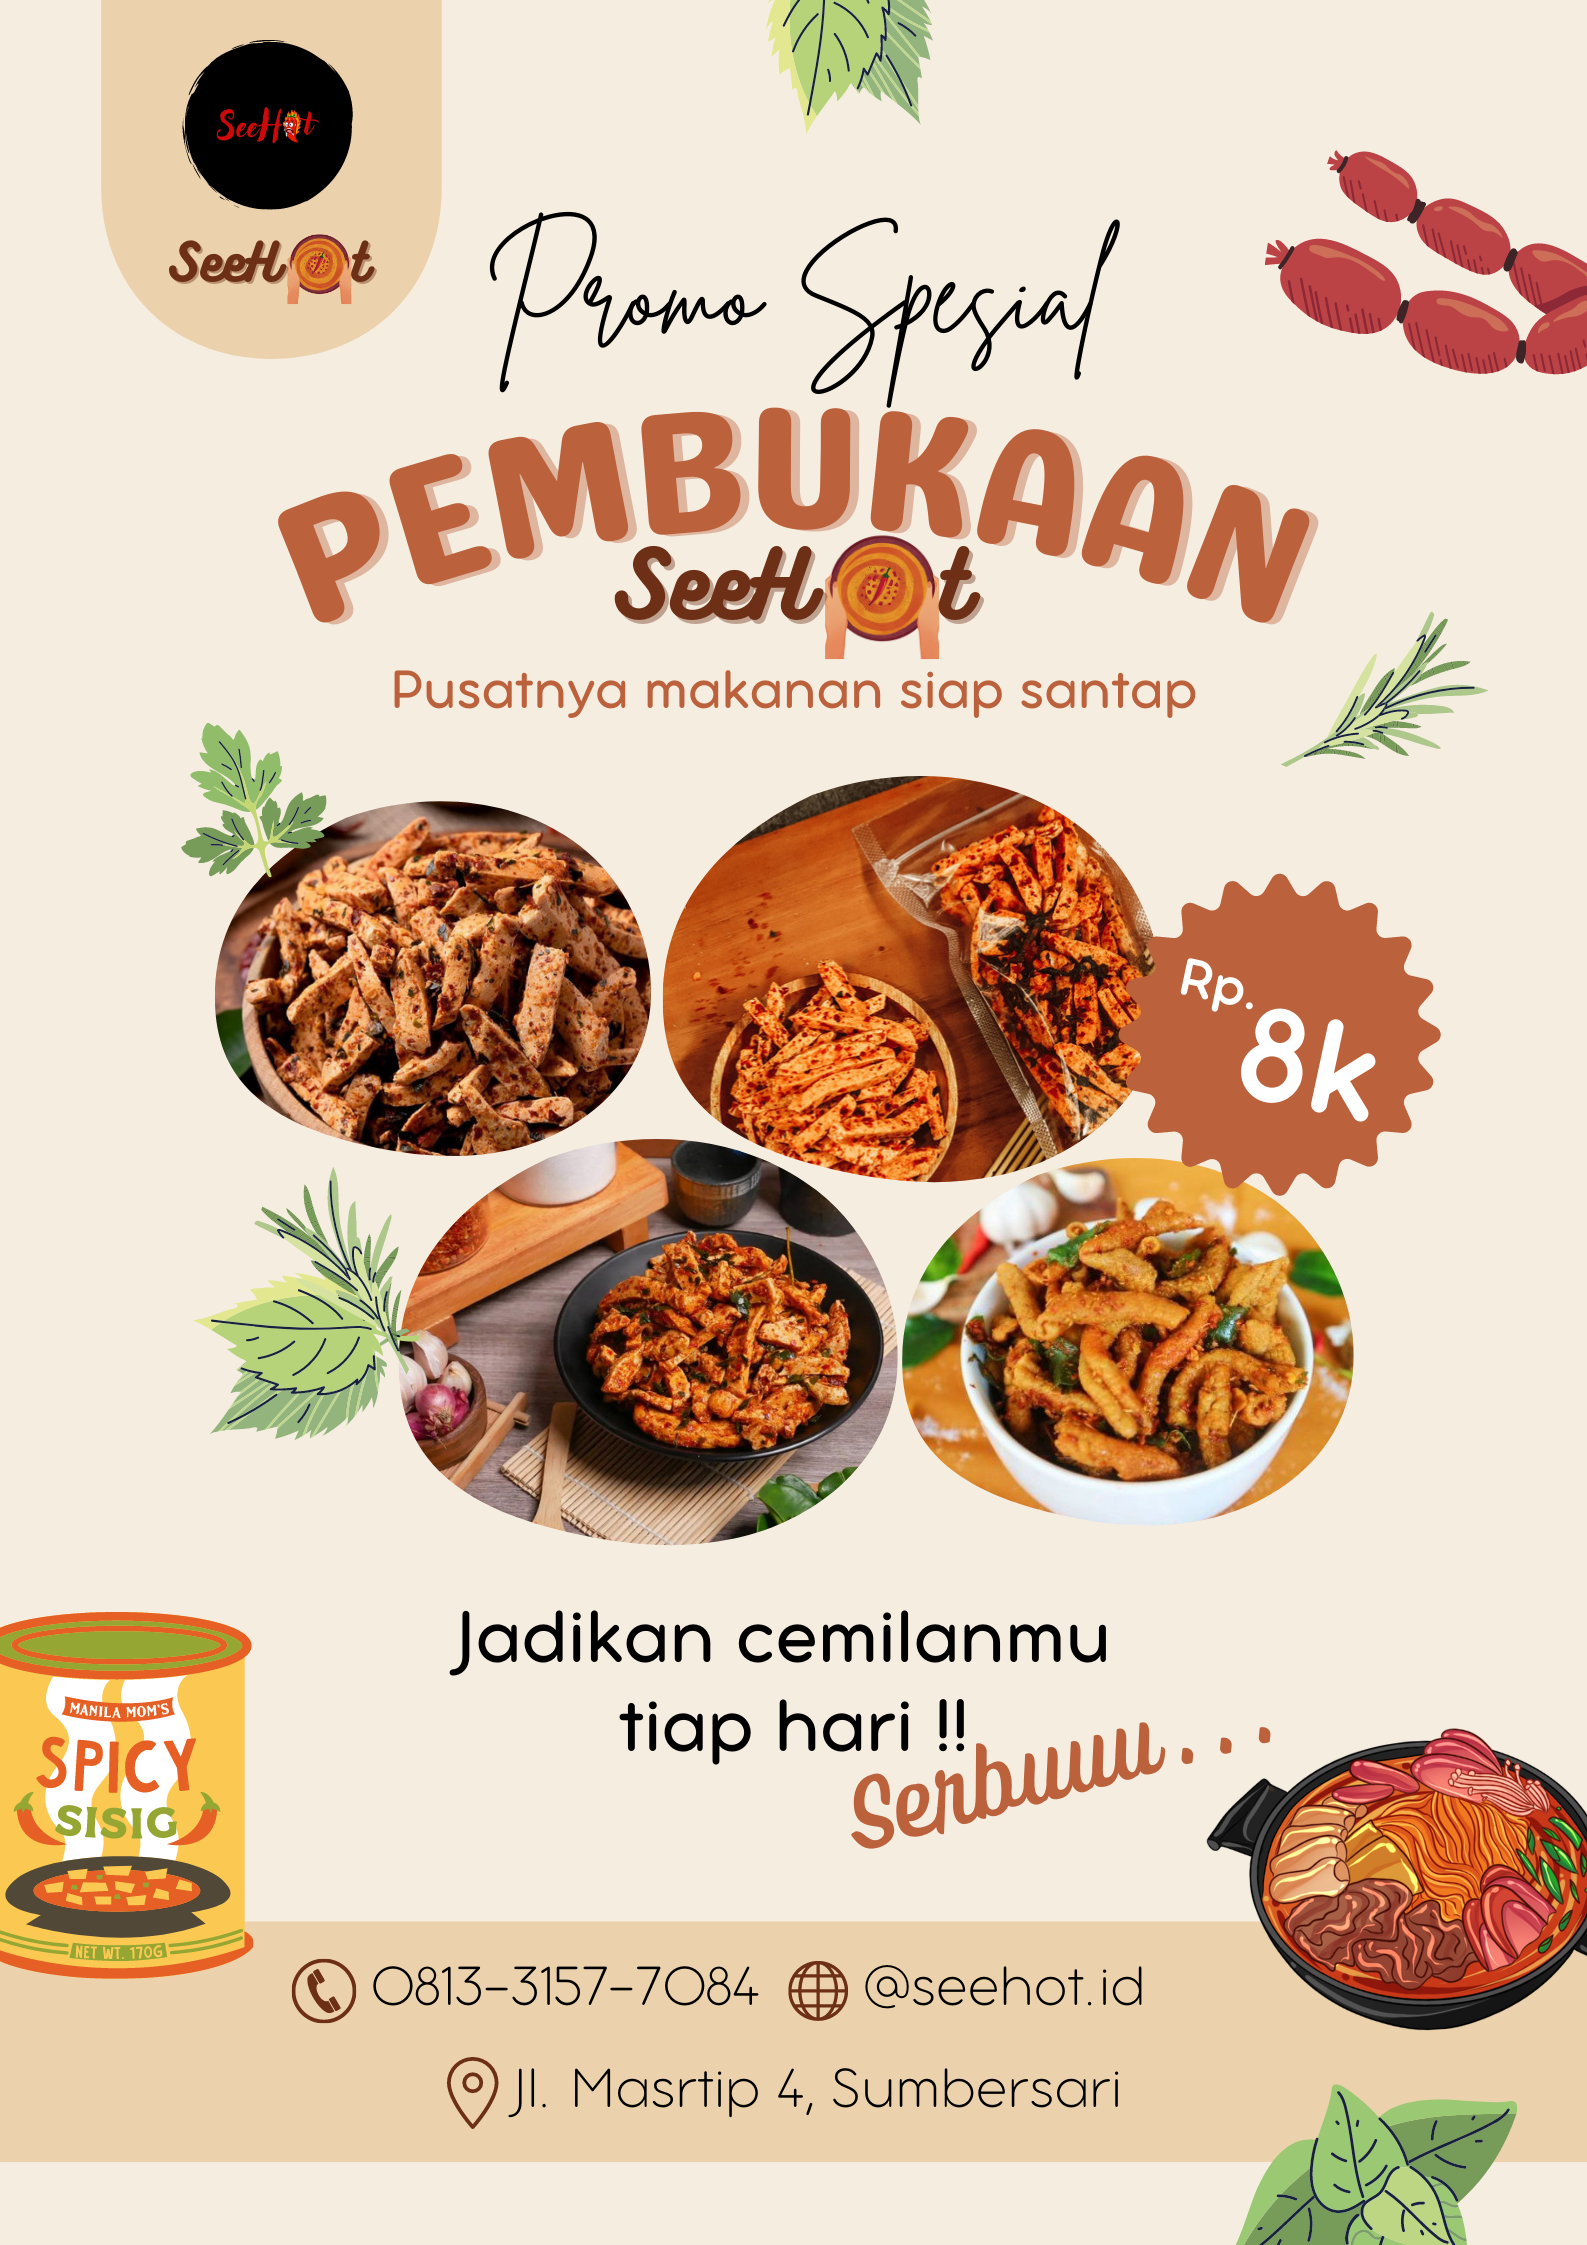 SeeHot
SeeHot
Promo Spesial
PEMBUKAAN
SeeHot
Pusatnya makanan siap santap
Rp.
8k
Jadikan cemilanmu
tiap hari !!
Serbuuu...
MANILA MOM'S
SPICY
SISIG
NET WT. 170G
0813-3157-7084 @seehot.id
Jl. Masrtip 4, Sumbersari